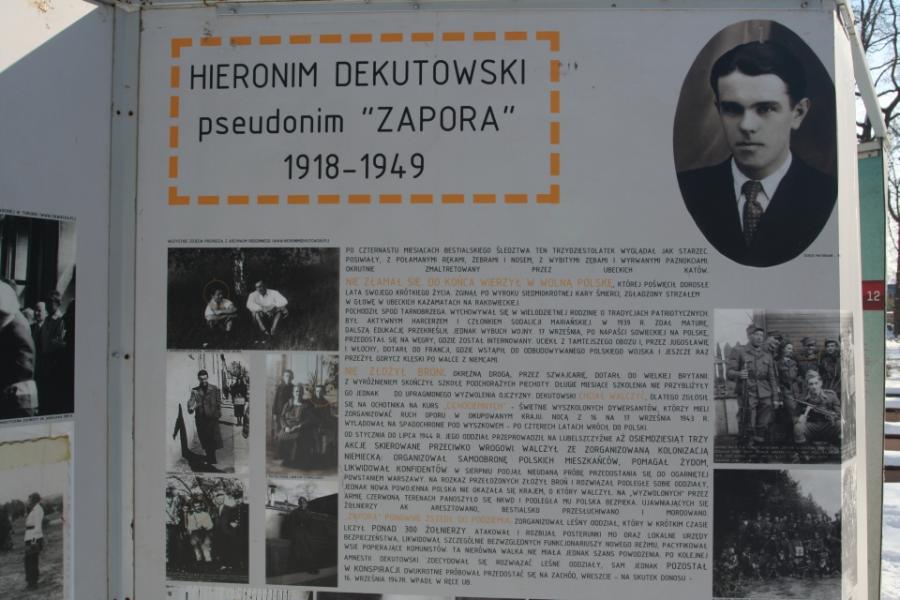 HIERONIM DEKUTOWSKI
pseudonim "ZAPORA"
1918-1949
PO CZTERNASTU MIESIĄCACH BESTIALSKIEGO ŚLEDZTWA TEN TRZYDZIESTOLATEK WYGLĄDAŁ JAK STARZEC.
POSIWIAŁY, Z POŁAMANYMI RĘKAMI, ŻEBRAMI I NOSEM, Z WYBITYMI ZĘBAMI I WYRWANYMI PAZNOKCIAMI.
OKRUTNIE ZMALTRETOWANY PRZEZ UBECKICH KATÓW.
NIE ZŁAMAŁ SIĘ. DO KOŃCA WIERZYŁ W WOLNĄ POLSKĘ, KTÓREJ POŚWIĘCIŁ DOROSŁE
LATA SWOJEGO KRÓTKIEGO ŻYCIA. ZGINĄŁ PO WYROKU SIEDMIOKROTNEJ KARY ŚMIERCI, ZGŁADZONY STRZAŁEM
W GŁOWĘ W UBECKICH KAZAMATACH NA RAKOWIECKIEJ.
POCHODZIŁ SPOD TARNOBRZEGA. WYCHOWYWAŁ SIĘ W WIELODZIETNEJ RODZINIE O TRADYCJACH PATRIOTYCZNYCH.
BYŁ AKTYWNYM HARCERZEM I CZŁONKIEM SODALICJI MARIAŃSKIEJ. W 1939 R. ZDAŁ MATURĘ,
DALSZĄ EDUKACJĘ PRZEKREŚLIŁ JEDNAK WYBUCH WOJNY. 17 WRZEŚNIA, PO NAPAŚCI SOWIECKIEJ NA POLSKĘ,
PRZEDOSTAŁ SIĘ NA WĘGRY, GDZIE ZOSTAŁ INTERNOWANY. UCIEKŁ Z TAMTEJSZEGO OBOZU I, PRZEZ JUGOSŁAWIĘ
I WŁOCHY, DOTARŁ DO FRANCJI, GDZIE WSTĄPIŁ DO ODBUDOWYWANEGO POLSKIEGO WOJSKA I JESZCZE RAZ
PRZEŻYŁ GORYCZ KLĘSKI PO WALCE Z NIEMCAMI.
NIE ZŁOŻYŁ BRONI. OKRĘŻNĄ DROGĄ, PRZEZ SZWAJCARIĘ, DOTARŁ DO WIELKIEJ BRYTANII.
Z WYRÓŻNIENIEM SKOŃCZYŁ SZKOŁĘ PODCHORĄŻYCH PIECHOTY. DŁUGIE MIESIĄCE SZKOLENIA NIE PRZYBLIŻYŁY
GO JEDNAK DO UPRAGNIONEGO WYZWOLENIA OJCZYZNY. DEKUTOWSKI CHCIAŁ WALCZYĆ, DLATEGO ZGŁOSIŁ
SIĘ NA OCHOTNIKA NA KURS "CICHOCIEMNYCH" - ŚWIETNIE WYSZKOLONYCH DYWERSANTÓW, KTÓRZY MIELI
ZORGANIZOWAĆ RUCH OPORU W OKUPOWANYM KRAJU. NOCĄ Z 16 NA 17 WRZEŚNIA 1943 R.
WYLĄDOWAŁ NA SPADOCHRONIE POD WYSZKOWEM - PO CZTERECH LATACH WRÓCIŁ DO POLSKI.
OD STYCZNIA DO LIPCA 1944 R. JEGO ODDZIAŁ PRZEPROWADZIŁ NA LUBELSZCZYŹNIE AŻ OSIEMDZIESIĄT TRZY
AKCJE SKIEROWANE PRZECIWKO WROGOWI. WALCZYŁ ZE ZORGANIZOWANĄ KOLONIZACJĄ
NIEMIECKĄ; ORGANIZOWAŁ SAMOOBRONĘ POLSKICH MIESZKAŃCÓW, POMAGAŁ ŻYDOM,
LIKWIDOWAŁ KONFIDENTÓW. W SIERPNIU PODJĄŁ NIEUDANĄ PRÓBĘ PRZEDOSTANIA SIĘ DO OGARNIĘTEJ
POWSTANIEM WARSZAWY. NA ROZKAZ PRZEŁOŻONYCH ZŁOŻYŁ BROŃ I ROZWIĄZAŁ PODLEGŁE SOBIE ODDZIAŁY,
JEDNAK NOWA POWOJENNA POLSKA NIE OKAZAŁA SIĘ KRAJEM, O KTÓRY WALCZYŁ. NA „WYZWOLONYCH" PRZEZ
ARMIĘ CZERWONĄ TERENACH PANOSZYŁO SIĘ NKWD I PODLEGŁA MU POLSKA BEZPIEKA. UJAWNIAJĄCYCH SIĘ
ŻOŁNIERZY AK ARESZTOWANO, BESTIALSKO PRZESŁUCHIWANO I MORDOWANO.
„ZAPORA" PONOWNIE ZSZEDŁ DO PODZIEMIA. ZORGANIZOWAŁ LEŚNY ODDZIAŁ, KTÓRY W KRÓTKIM CZASIE
LICZYŁ PONAD 300 ŻOŁNIERZY. ATAKOWAŁ I ROZBIJAŁ POSTERUNKI MO ORAZ LOKALNE URZĘDY
BEZPIECZEŃSTWA, LIKWIDOWAŁ SZCZEGÓLNIE BEZWZGLĘDNYCH FUNKCJONARIUSZY NOWEGO REŻIMU, PACYFIKOWAŁ
WSIE POPIERAJĄCE KOMUNISTÓW. TA NIERÓWNA WALKA NIE MIAŁA JEDNAK SZANS POWODZENIA. PO KOLEJNEJ
AMNESTII DEKUTOWSKI ZDECYDOWAŁ SIĘ ROZWIĄZAĆ LEŚNE ODDZIAŁY, SAM JEDNAK POZOSTAŁ
W KONSPIRACJI. DWUKROTNIE PRÓBOWAŁ PRZEDOSTAĆ SIĘ NA ZACHÓD, WRESZCIE - NA SKUTEK DONOSU -
16. WRZEŚNIA 1947R. WPADŁ W RĘCE UB.
12